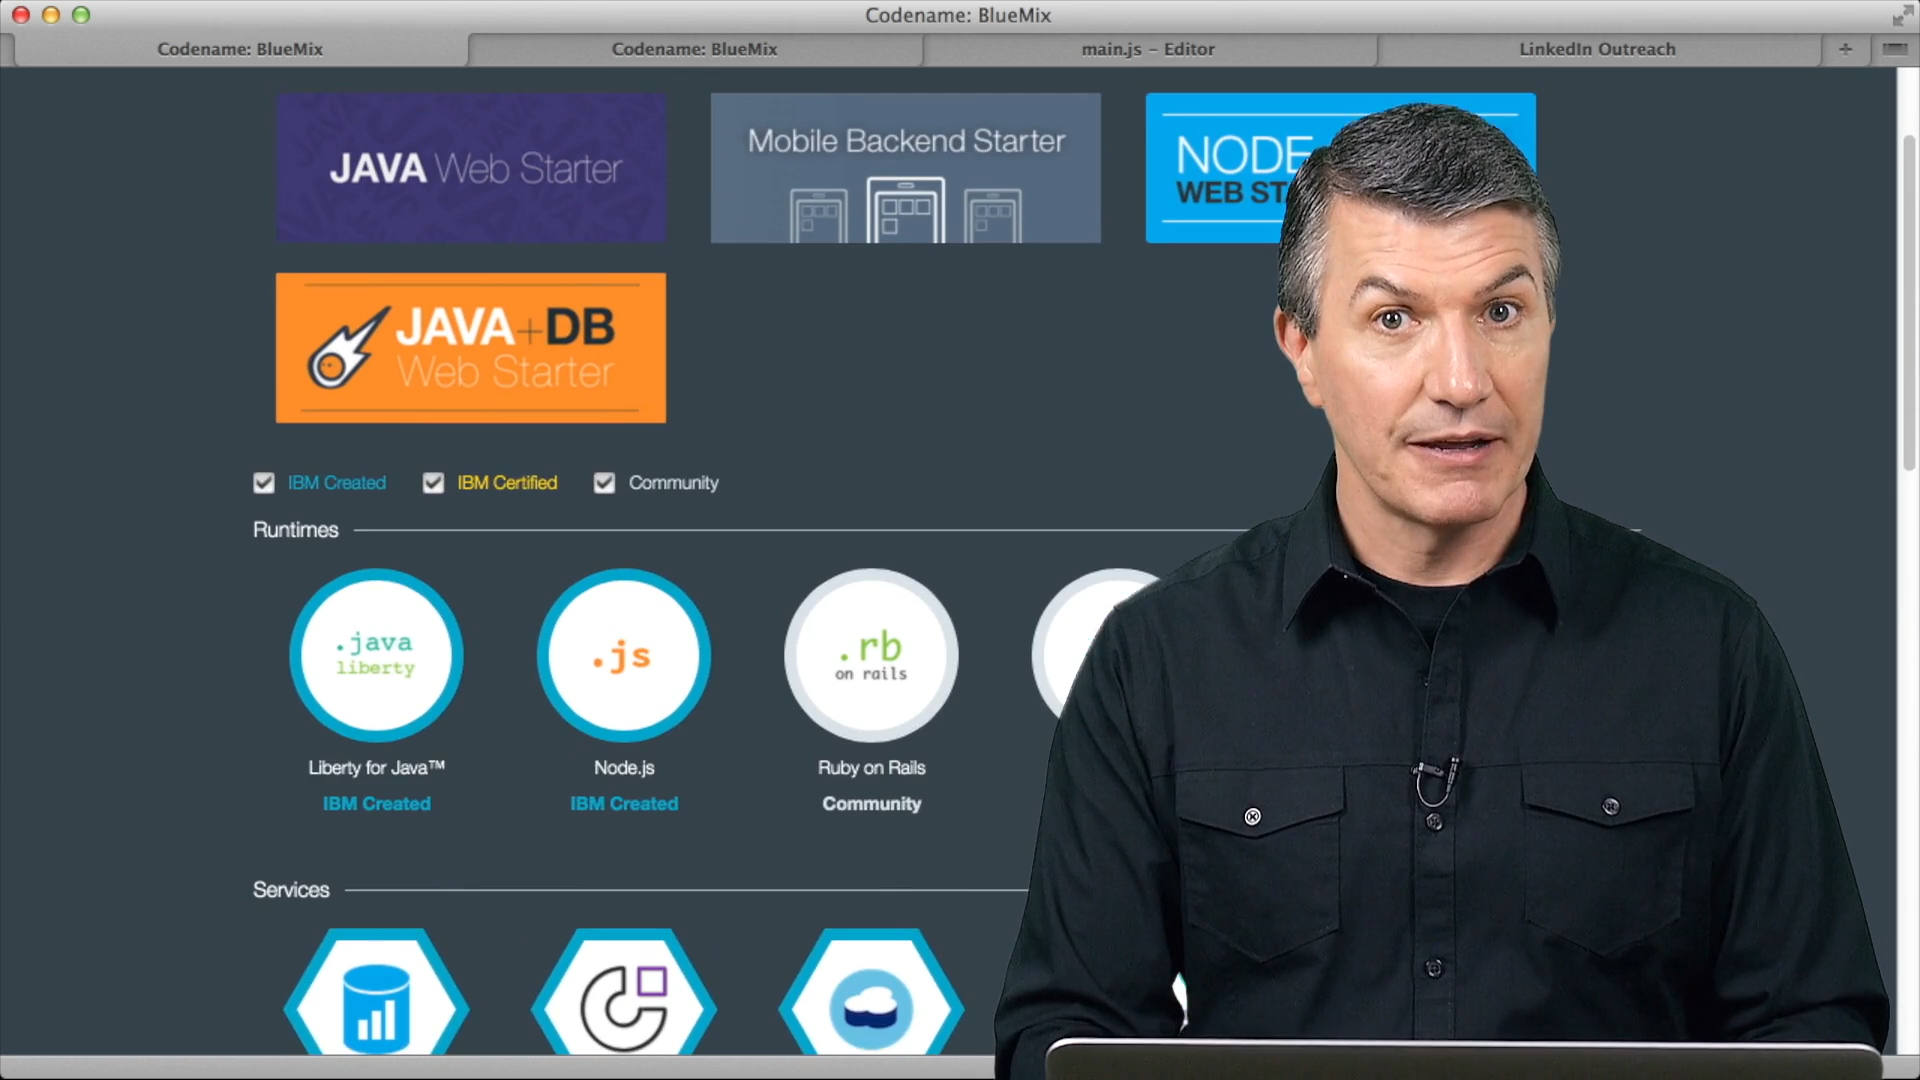 Codename: BlueMix
Codename: BlueMix
Codename: BlueMix
main.js – Editor
LinkedIn Outreach
JAVA Web Starter
Mobile Backend Starter
NODE
WEB ST
JAVA+DB
Web Starter
IBM Created
IBM Certified
Community
Runtimes
.java
liberty
.js
.rb
on rails
Liberty for Java™
Node.js
Ruby on Rails
IBM Created
IBM Created
Community
Services